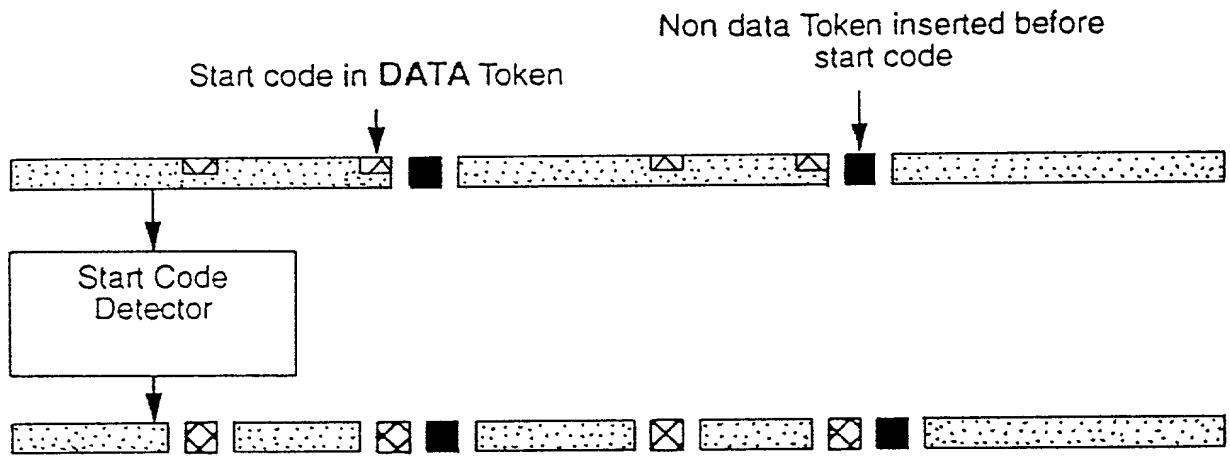 Non data Token inserted before
start code
Start code in DATA Token
Start Code
Detector